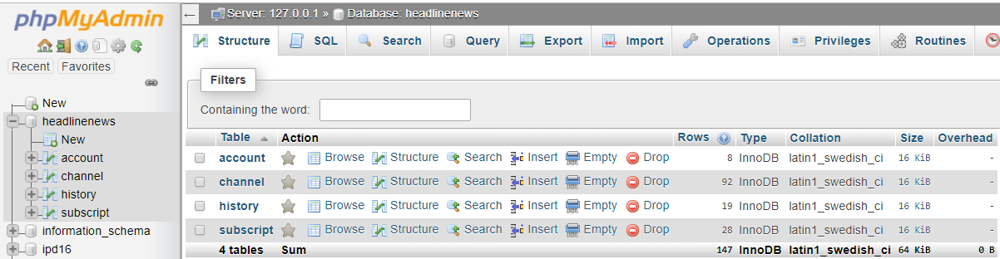 phpMyAdmin
Recent Favorites
New
headlinenews
New
account
channel
history
subscript
information_schema
ipd16
Server: 127.0.0.1 » Database: headlinenews
Structure SQL Search Query Export Import Operations Privileges Routines
Filters
Containing the word:
Table Action Rows Type Collation Size Overhead
account Browse Structure Search Insert Empty Drop 8 InnoDB latin1_swedish_ci 16 KiB -
channel Browse Structure Search Insert Empty Drop 92 InnoDB latin1_swedish_ci 16 KiB -
history Browse Structure Search Insert Empty Drop 19 InnoDB latin1_swedish_ci 16 KiB -
subscript Browse Structure Search Insert Empty Drop 28 InnoDB latin1_swedish_ci 16 KiB -
4 tables Sum 147 InnoDB latin1_swedish_ci 64 KiB 0 B